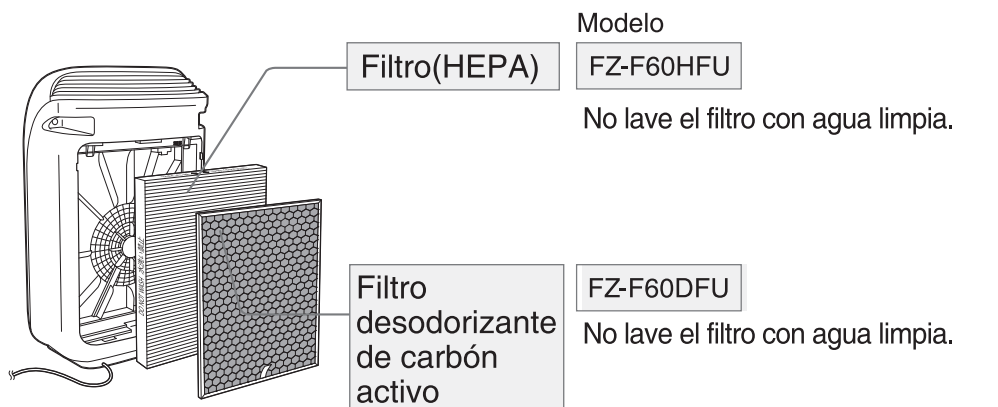 Modelo
Filtro(HEPA)
FZ-F60HFU
No lave el filtro con agua limpia.
Filtro
desodorizante
de carbón
activo
FZ-F60DFU
No lave el filtro con agua limpia.